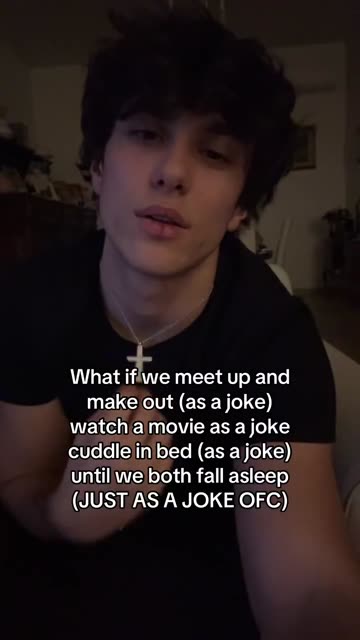 What if we meet up and
make out (as a joke)
watch a movie as a joke
cuddle in bed (as a joke)
until we both fall asleep
(JUST AS A JOKE OFC)